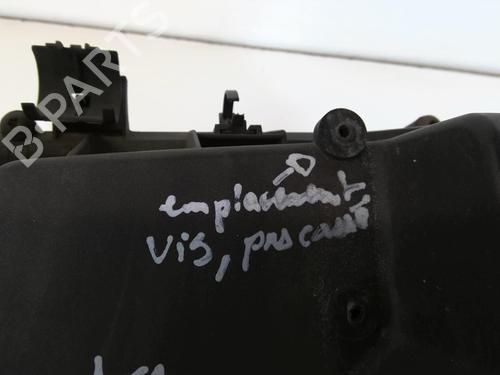 B-PARTS
emplacement
vis, pas cassé